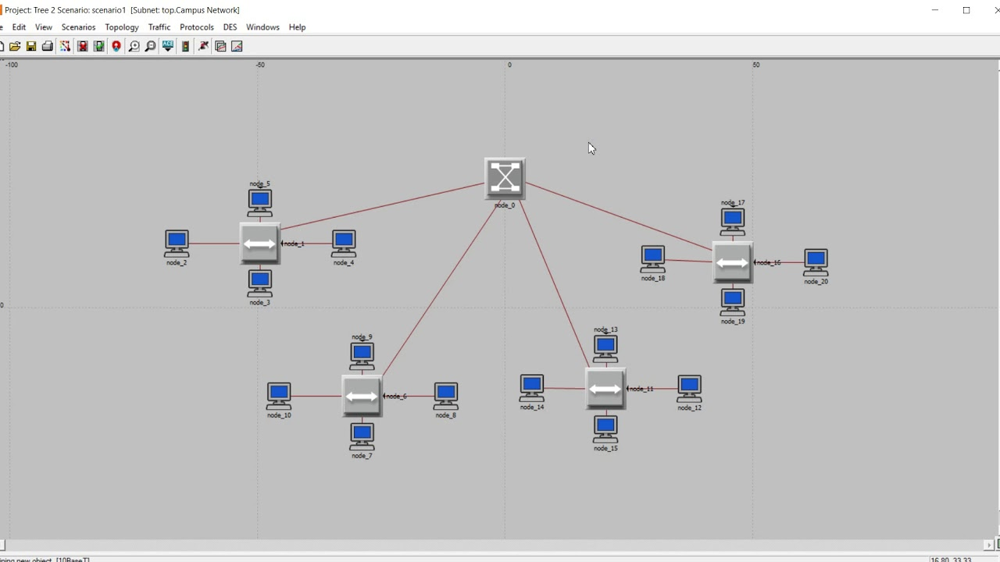 Project: Tree 2 Scenario: scenario1 [Subnet: top.Campus Network]
Edit View Scenarios Topology Traffic Protocols DES Windows Help
ACE
-100 -50 0 50
0
node_0
node_5
node_2
node_1
node_4
node_3
node_17
node_18
node_16
node_20
node_19
node_9
node_10
node_6
node_8
node_7
node_13
node_14
node_11
node_12
node_15
new object [10BaseT]
16.80, 33.33